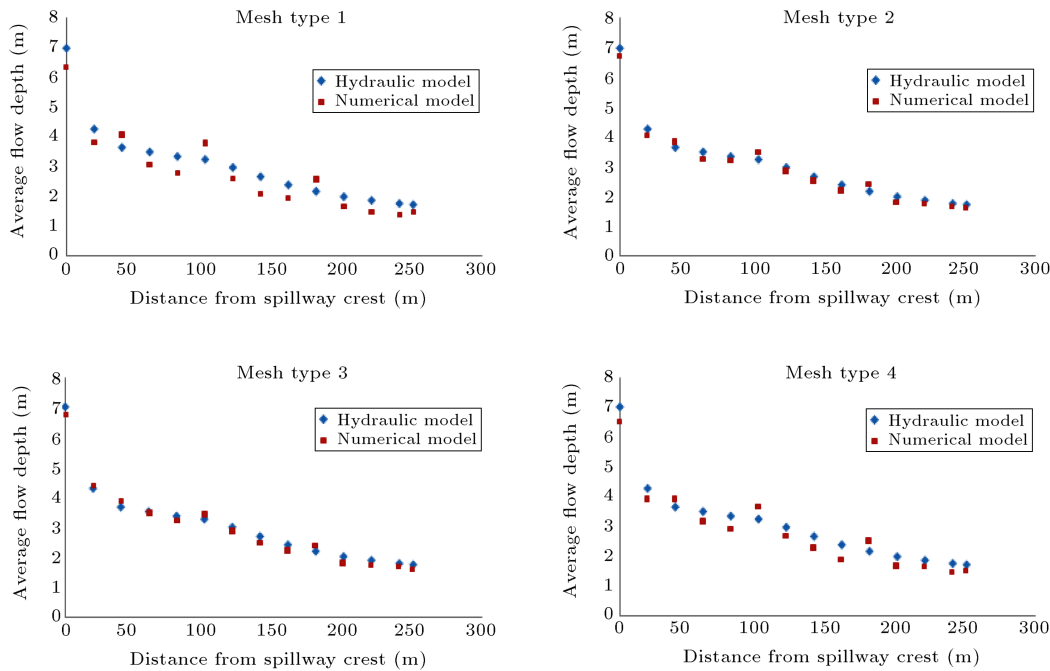 Mesh type 1
Average flow depth (m)
8
7
6
5
4
3
2
1
0
Hydraulic model
Numerical model
0 50 100 150 200 250 300
Distance from spillway crest (m)
Mesh type 2
Average flow depth (m)
8
7
6
5
4
3
2
1
0
Hydraulic model
Numerical model
0 50 100 150 200 250 300
Distance from spillway crest (m)
Mesh type 3
Average flow depth (m)
8
7
6
5
4
3
2
1
0
Hydraulic model
Numerical model
0 50 100 150 200 250 300
Distance from spillway crest (m)
Mesh type 4
Average flow depth (m)
8
7
6
5
4
3
2
1
0
Hydraulic model
Numerical model
0 50 100 150 200 250 300
Distance from spillway crest (m)